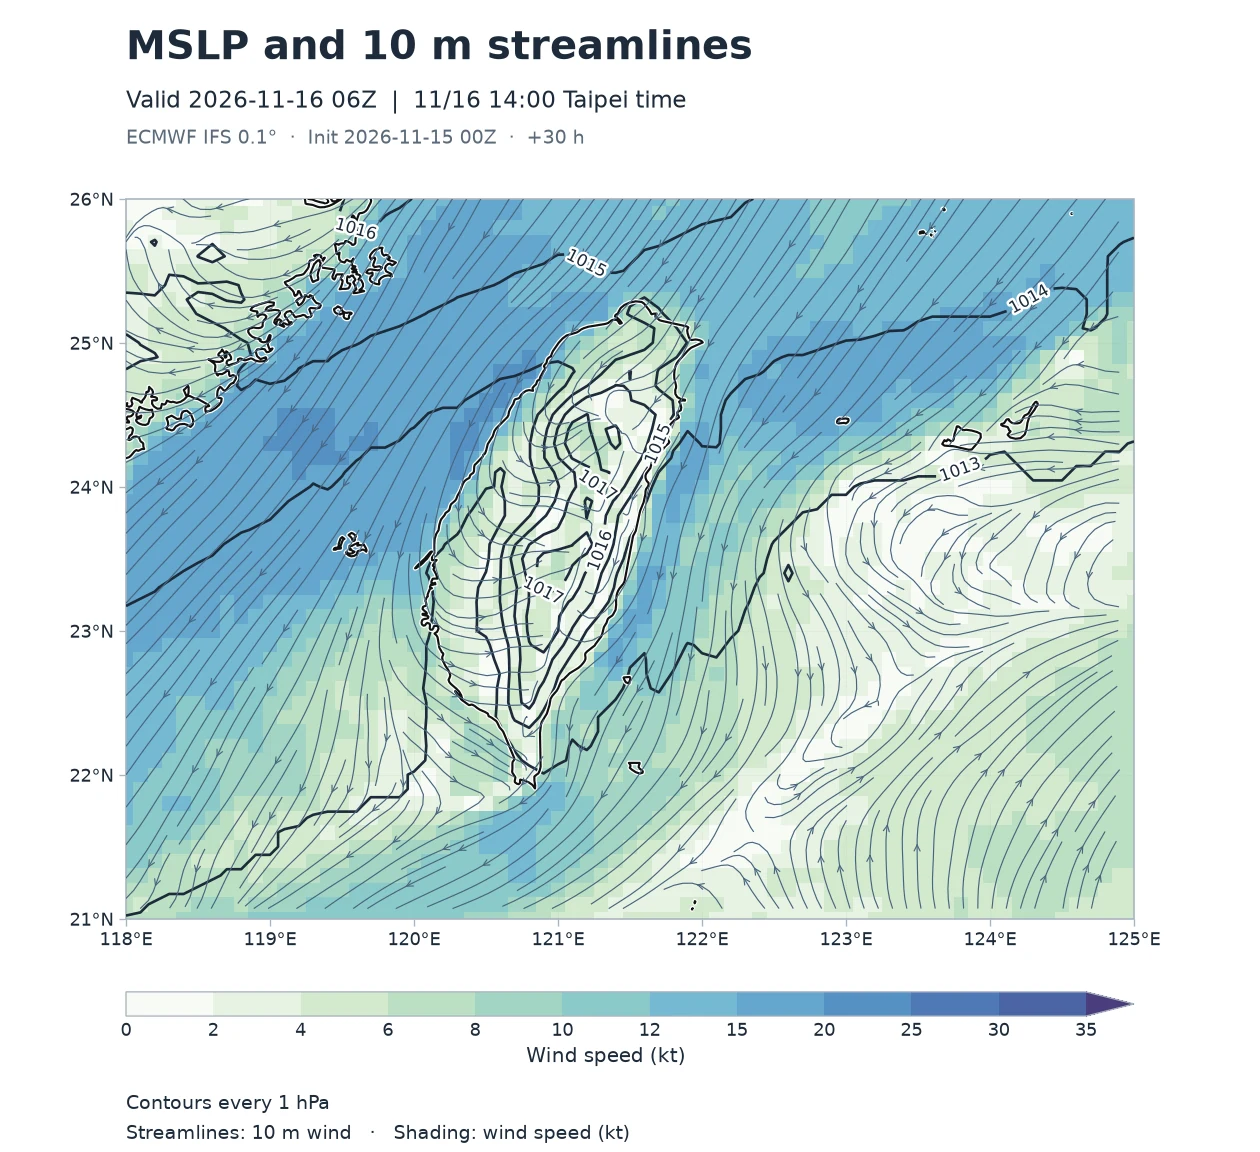 MSLP and 10 m streamlines
Valid 2026-11-16 06Z | 11/16 14:00 Taipei time
ECMWF IFS 0.1° · Init 2026-11-15 00Z · +30 h
26°N
25°N
24°N
23°N
22°N
21°N
1016
1015
1014
1015
1013
1017
1016
1017
118°E 119°E 120°E 121°E 122°E 123°E 124°E 125°E
0 2 4 6 8 10 12 15 20 25 30 35
Wind speed (kt)
Contours every 1 hPa
Streamlines: 10 m wind · Shading: wind speed (kt)